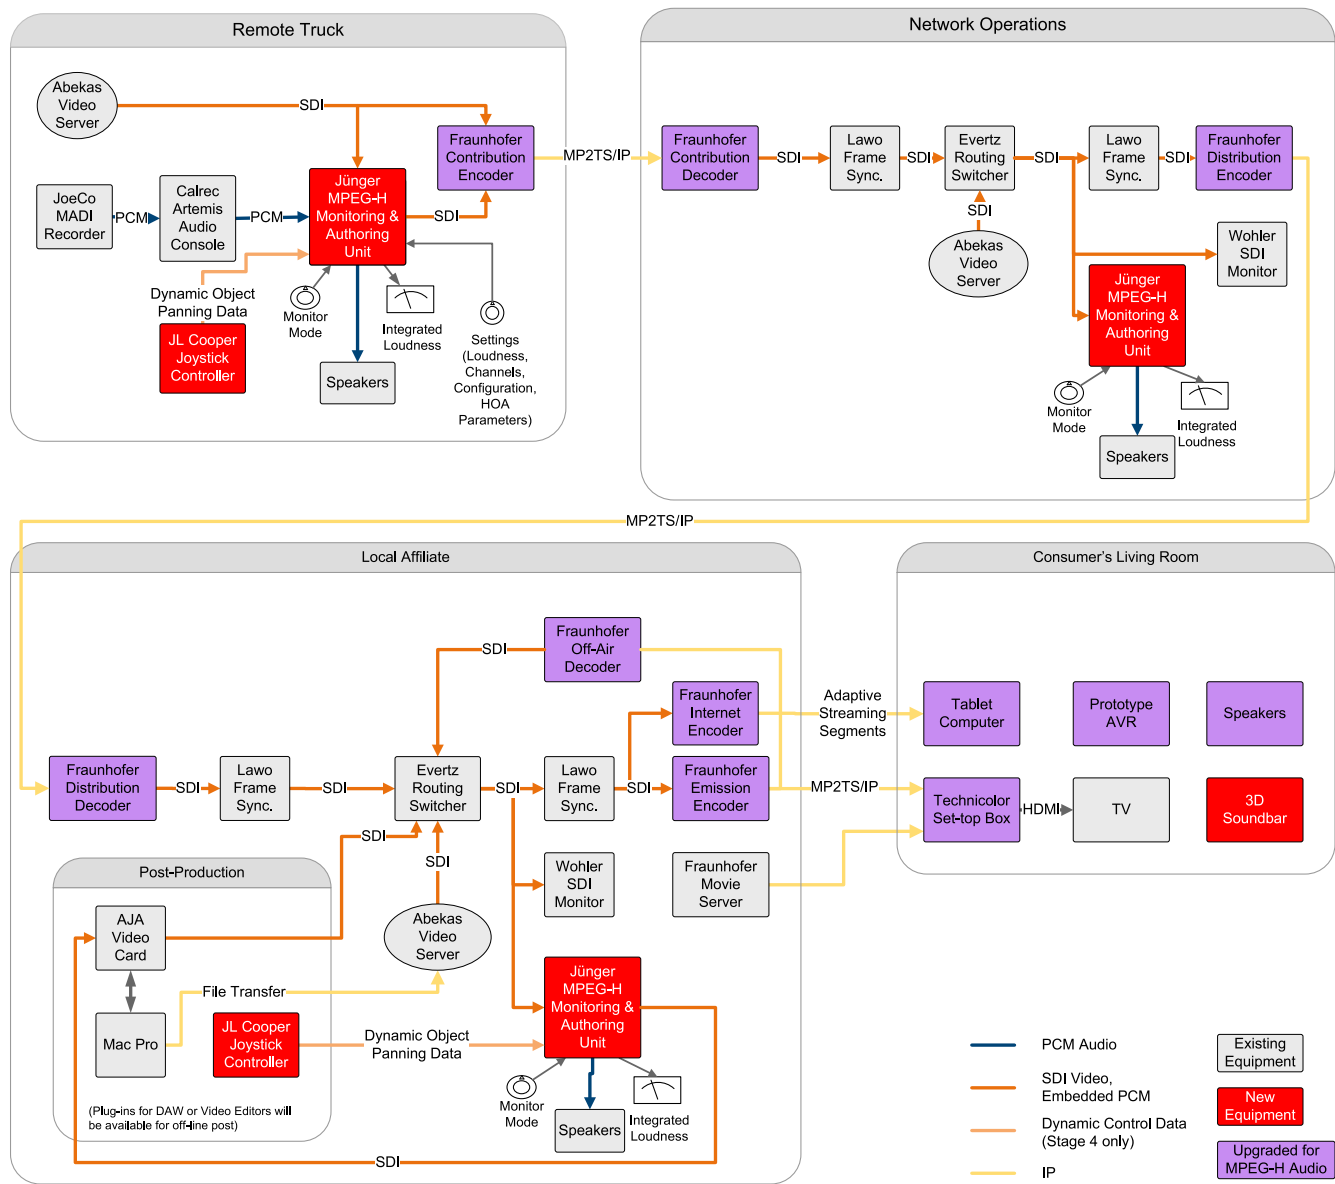 Remote Truck
Abekas
Video
Server
SDI
Fraunhofer
Contribution
Encoder
JoeCo
MADI
Recorder
PCM
Calrec
Artemis
Audio
Console
PCM
Jünger
MPEG-H
Monitoring &
Authoring
Unit
SDI
Dynamic Object
Panning Data
JL Cooper
Joystick
Controller
Monitor
Mode
Integrated
Loudness
Settings
(Loudness,
Channels,
Configuration,
HOA
Parameters)
Speakers
MP2TS/IP
Network Operations
Fraunhofer
Contribution
Decoder
SDI
Lawo
Frame
Sync.
SDI
Evertz
Routing
Switcher
SDI
Lawo
Frame
Sync.
SDI
Fraunhofer
Distribution
Encoder
SDI
Abekas
Video
Server
Wohler
SDI
Monitor
Jünger
MPEG-H
Monitoring &
Authoring
Unit
Monitor
Mode
Integrated
Loudness
Speakers
MP2TS/IP
Local Affiliate
Fraunhofer
Off-Air
Decoder
SDI
Fraunhofer
Internet
Encoder
Fraunhofer
Distribution
Decoder
SDI
Lawo
Frame
Sync.
SDI
Evertz
Routing
Switcher
SDI
Lawo
Frame
Sync.
SDI
Fraunhofer
Emission
Encoder
SDI
SDI
Wohler
SDI
Monitor
Fraunhofer
Movie
Server
Post-Production
AJA
Video
Card
Abekas
Video
Server
File Transfer
Mac Pro
JL Cooper
Joystick
Controller
Dynamic Object
Panning Data
Jünger
MPEG-H
Monitoring &
Authoring
Unit
Monitor
Mode
Integrated
Loudness
Speakers
(Plug-ins for DAW or Video Editors will
be available for off-line post)
SDI
Adaptive
Streaming
Segments
MP2TS/IP
Consumer's Living Room
Tablet
Computer
Prototype
AVR
Speakers
Technicolor
Set-top Box
HDMI
TV
3D
Soundbar
PCM Audio
SDI Video,
Embedded PCM
Dynamic Control Data
(Stage 4 only)
IP
Existing
Equipment
New
Equipment
Upgraded for
MPEG-H Audio